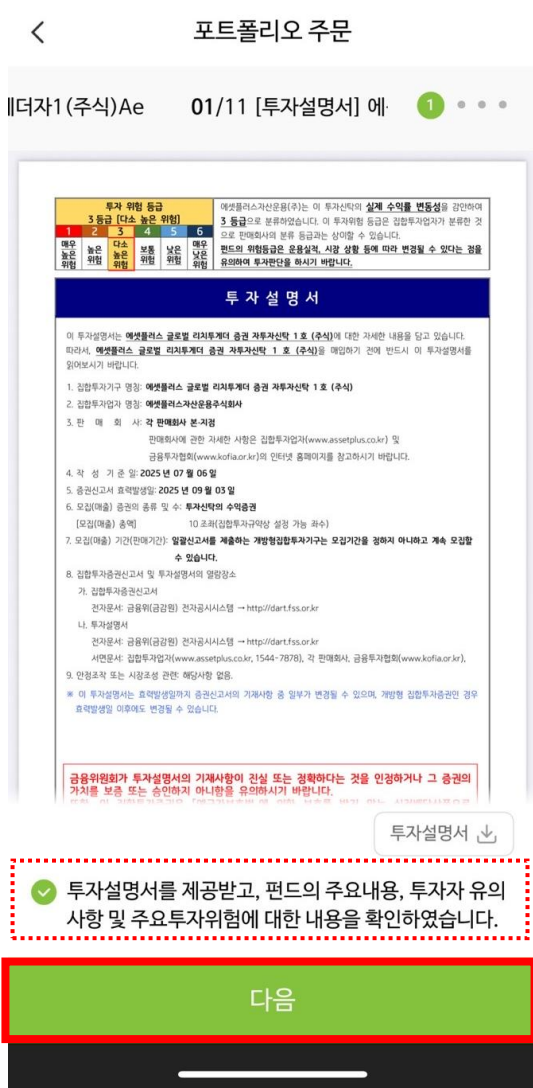 포트폴리오 주문
더자1(주식)Ae 01/11 [투자설명서] 에 1
투자 위험 등급
3 등급 [다소 높은 위험]
1 2 3 4 5 6
매우 높은 위험 높은 위험 다소 높은 위험 보통 위험 낮은 위험 매우 낮은 위험
에셋플러스자산운용(주)는 이 투자신탁의 실제 수익률 변동성을 감안하여
3 등급으로 분류하였습니다. 이 투자위험 등급은 집합투자업자가 분류한 것
으로 판매회사의 분류 등급과는 상이할 수 있습니다.
펀드의 위험등급은 운용실적, 시장 상황 등에 따라 변경될 수 있다는 점을
유의하여 투자판단을 하시기 바랍니다.
투 자 설 명 서
이 투자설명서는 에셋플러스 글로벌 리치투게더 증권 자투자신탁 1 호 (주식)에 대한 자세한 내용을 담고 있습니다.
따라서, 에셋플러스 글로벌 리치투게더 증권 자투자신탁 1 호 (주식)을 매입하기 전에 반드시 이 투자설명서를
읽어보시기 바랍니다.
1. 집합투자기구 명칭: 에셋플러스 글로벌 리치투게더 증권 자투자신탁 1 호 (주식)
2. 집합투자업자 명칭: 에셋플러스자산운용주식회사
3. 판 매 회 사: 각 판매회사 본·지점
판매회사에 관한 자세한 사항은 집합투자업자(www.assetplus.co.kr) 및
금융투자협회(www.kofia.or.kr)의 인터넷 홈페이지를 참고하시기 바랍니다.
4. 작 성 기 준 일: 2025 년 07 월 06 일
5. 증권신고서 효력발생일: 2025 년 09 월 03 일
6. 모집(매출) 증권의 종류 및 수: 투자신탁의 수익증권
[모집(매출) 총액] 10 조좌(집합투자규약상 설정 가능 좌수)
7. 모집(매출) 기간(판매기간): 일괄신고서를 제출하는 개방형집합투자기구는 모집기간을 정하지 아니하고 계속 모집할
수 있습니다.
8. 집합투자증권신고서 및 투자설명서의 열람장소
가. 집합투자증권신고서
전자문서: 금융위(금감원) 전자공시시스템 → http://dart.fss.or.kr
나. 투자설명서
전자문서: 금융위(금감원) 전자공시시스템 → http://dart.fss.or.kr
서면문서: 집합투자업자(www.assetplus.co.kr, 1544-7878), 각 판매회사, 금융투자협회(www.kofia.or.kr),
9. 안정조작 또는 시장조성 관련: 해당사항 없음.
※ 이 투자설명서는 효력발생일까지 증권신고서의 기재사항 중 일부가 변경될 수 있으며, 개방형 집합투자증권인 경우
효력발생일 이후에도 변경될 수 있습니다.
금융위원회가 투자설명서의 기재사항이 진실 또는 정확하다는 것을 인정하거나 그 증권의
가치를 보증 또는 승인하지 아니함을 유의하시기 바랍니다.
투자설명서
투자설명서를 제공받고, 펀드의 주요내용, 투자자 유의
사항 및 주요투자위험에 대한 내용을 확인하였습니다.
다음